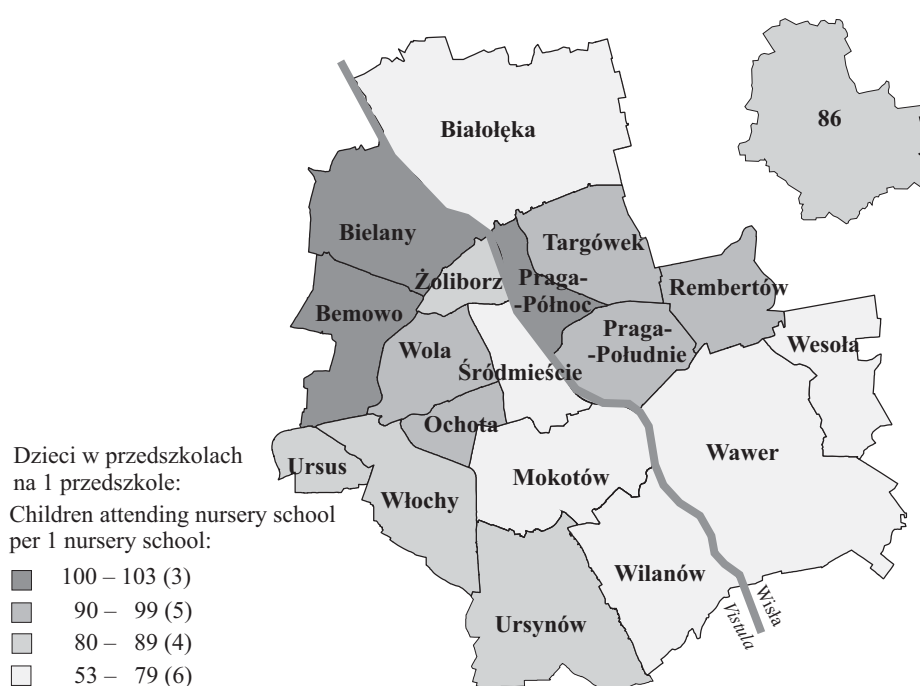 Białołęka
86
Bielany
Targówek
Żoliborz
Praga-
-Północ
Rembertów
Bemowo
Praga-
-Południe
Wesoła
Wola
Śródmieście
Ochota
Wawer
Ursus
Włochy
Mokotów
Wilanów
Ursynów
Wisła
Vistula
Dzieci w przedszkolach
na 1 przedszkole:
Children attending nursery school
per 1 nursery school:
100 – 103 (3)
90 – 99 (5)
80 – 89 (4)
53 – 79 (6)